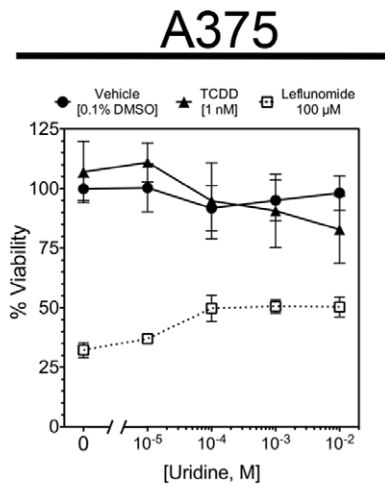 A375
Vehicle
[0.1% DMSO]
TCDD
[1 nM]
Leflunomide
100 µM
% Viability
125
100
75
50
25
0
0
10⁻⁵
10⁻⁴
10⁻³
10⁻²
[Uridine, M]